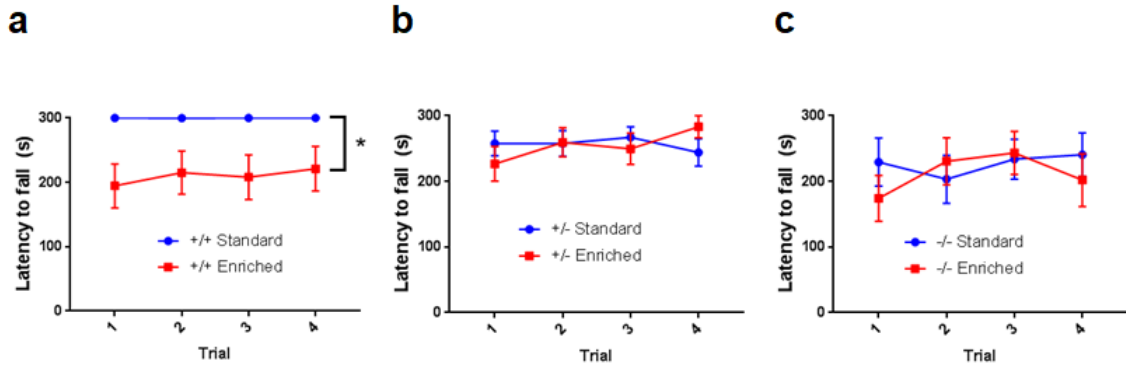 a
b
c
Latency to fall (s)
300
200
100
0
*
+/+ Standard
+/+ Enriched
1
2
3
4
Trial
Latency to fall (s)
300
200
100
0
+/- Standard
+/- Enriched
1
2
3
4
Trial
Latency to fall (s)
300
200
100
0
-/- Standard
-/- Enriched
1
2
3
4
Trial